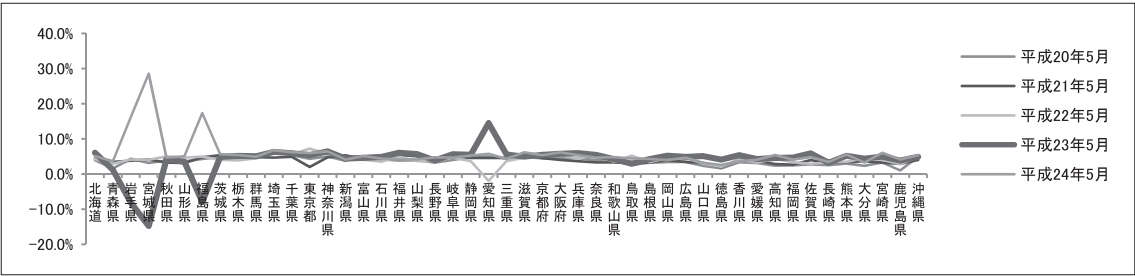 40.0%
30.0%
20.0%
10.0%
0.0%
-10.0%
-20.0%
北海道
青森県
岩手県
宮城県
秋田県
山形県
福島県
茨城県
栃木県
群馬県
埼玉県
千葉県
東京都
神奈川県
新潟県
富山県
石川県
福井県
山梨県
長野県
岐阜県
静岡県
愛知県
三重県
滋賀県
京都府
大阪府
兵庫県
奈良県
和歌山県
鳥取県
島根県
岡山県
広島県
山口県
徳島県
香川県
愛媛県
高知県
福岡県
佐賀県
長崎県
熊本県
大分県
宮崎県
鹿児島県
沖縄県
平成20年5月
平成21年5月
平成22年5月
平成23年5月
平成24年5月